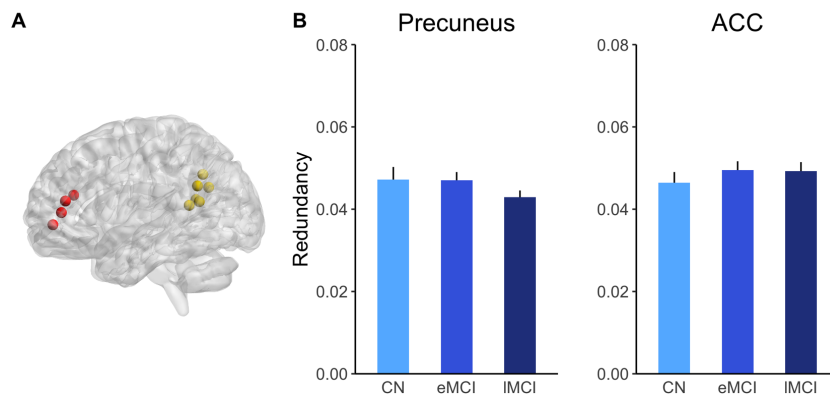 A
B
Precuneus
ACC
Redundancy
0.08
0.06
0.04
0.02
0.00
CN eMCI lMCI
0.08
0.06
0.04
0.02
0.00
CN eMCI lMCI